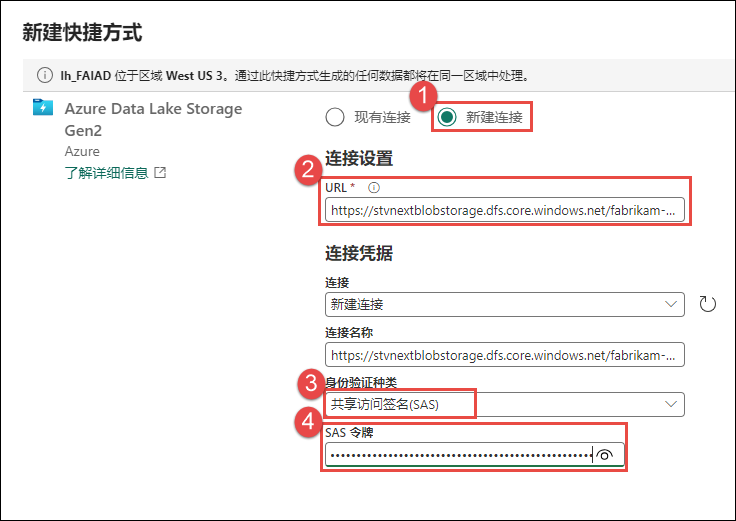 新建快捷方式
lh_FAIAD 位于区域 West US 3。通过此快捷方式生成的任何数据都将在同一区域中处理。
Azure Data Lake Storage
Gen2
Azure
了解详细信息
1
现有连接
新建连接
连接设置
2
URL *
https://stvnextblobstorage.dfs.core.windows.net/fabrikam-...
连接凭据
连接
新建连接
连接名称
https://stvnextblobstorage.dfs.core.windows.net/fabrikam-...
3
身份验证种类
共享访问签名(SAS)
4
SAS 令牌